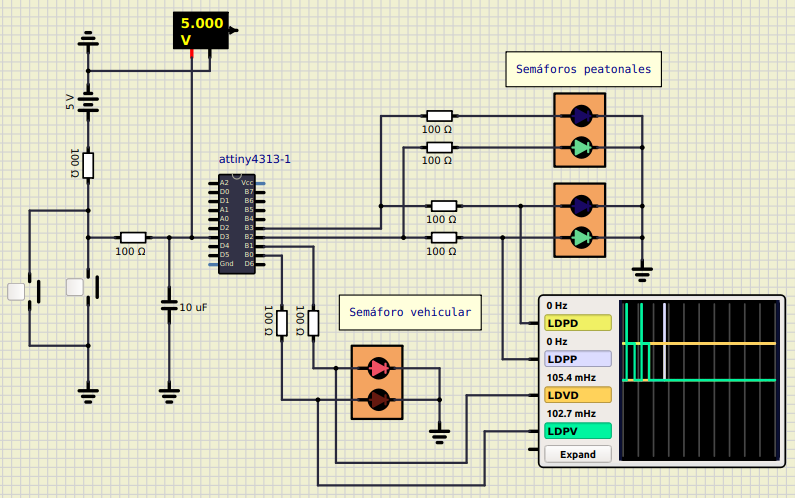 5.000
V
Semáforos peatonales
5 V
100 Ω
100 Ω
100 Ω
attiny4313-1
A2 Vcc
D0 B7
D1 B6
A1 B5
A0 B4
D2 B3
D3 B2
D4 B1
D5 B0
Gnd D6
100 Ω
100 Ω
100 Ω
10 uF
100 Ω
100 Ω
Semáforo vehicular
0 Hz
LDPD
0 Hz
LDPP
105.4 mHz
LDVD
102.7 mHz
LDPV
Expand